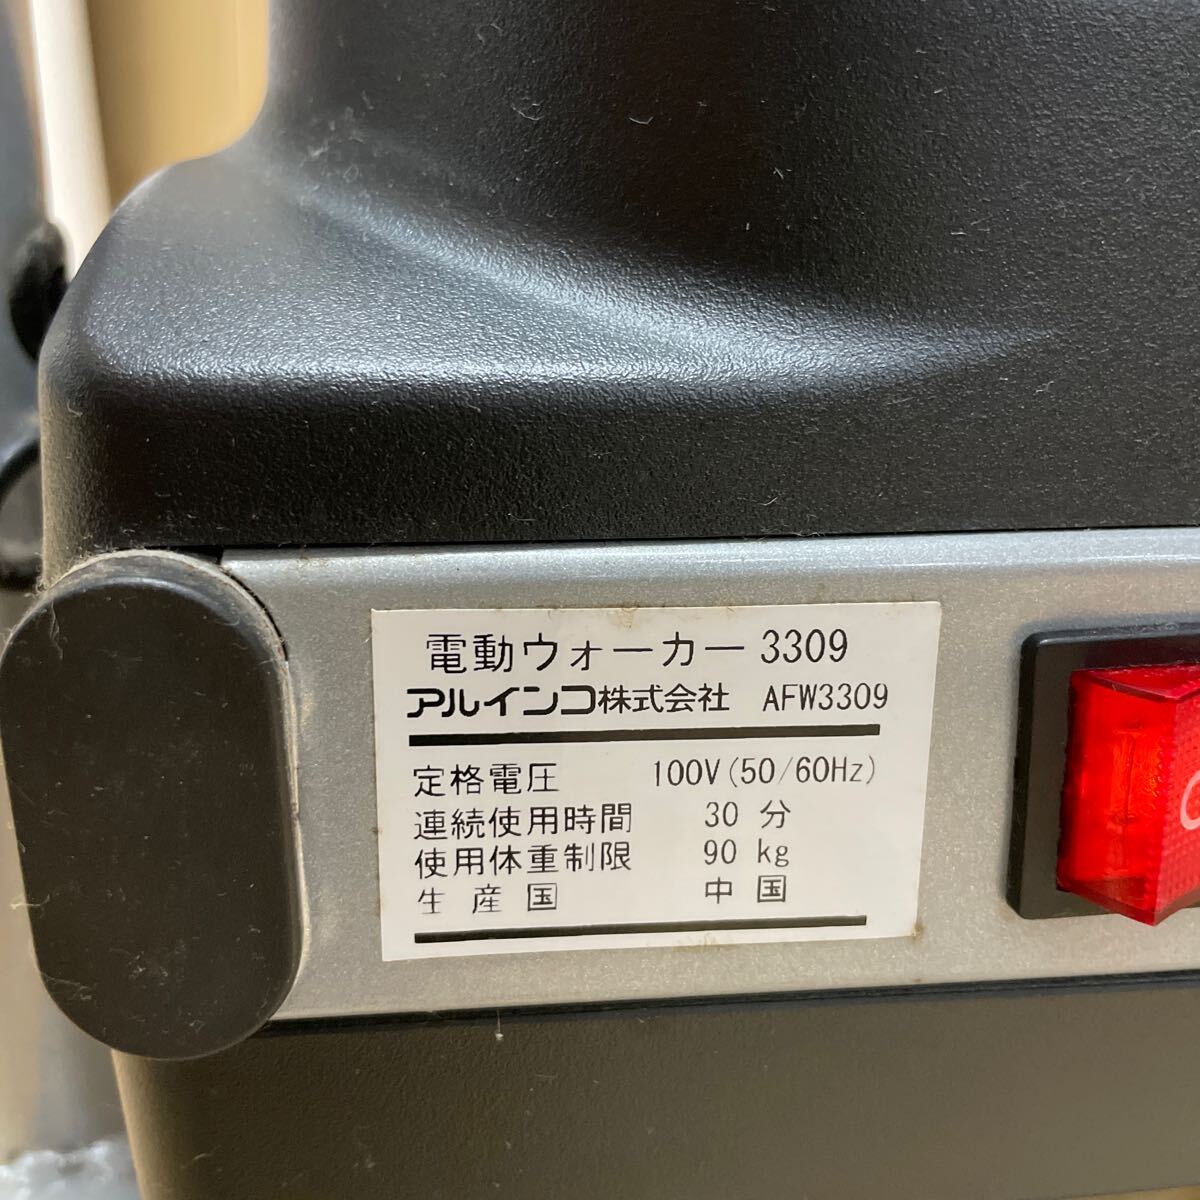 電動ウォーカー 3309
アルインコ株式会社 AFW3309
定格電圧 100V(50/60Hz)
連続使用時間 30 分
使用体重制限 90 kg
生産国 中国